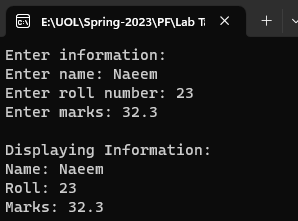 E:\UOL\Spring-2023\PF\Lab Ta
Enter information:
Enter name: Naeem
Enter roll number: 23
Enter marks: 32.3
Displaying Information:
Name: Naeem
Roll: 23
Marks: 32.3